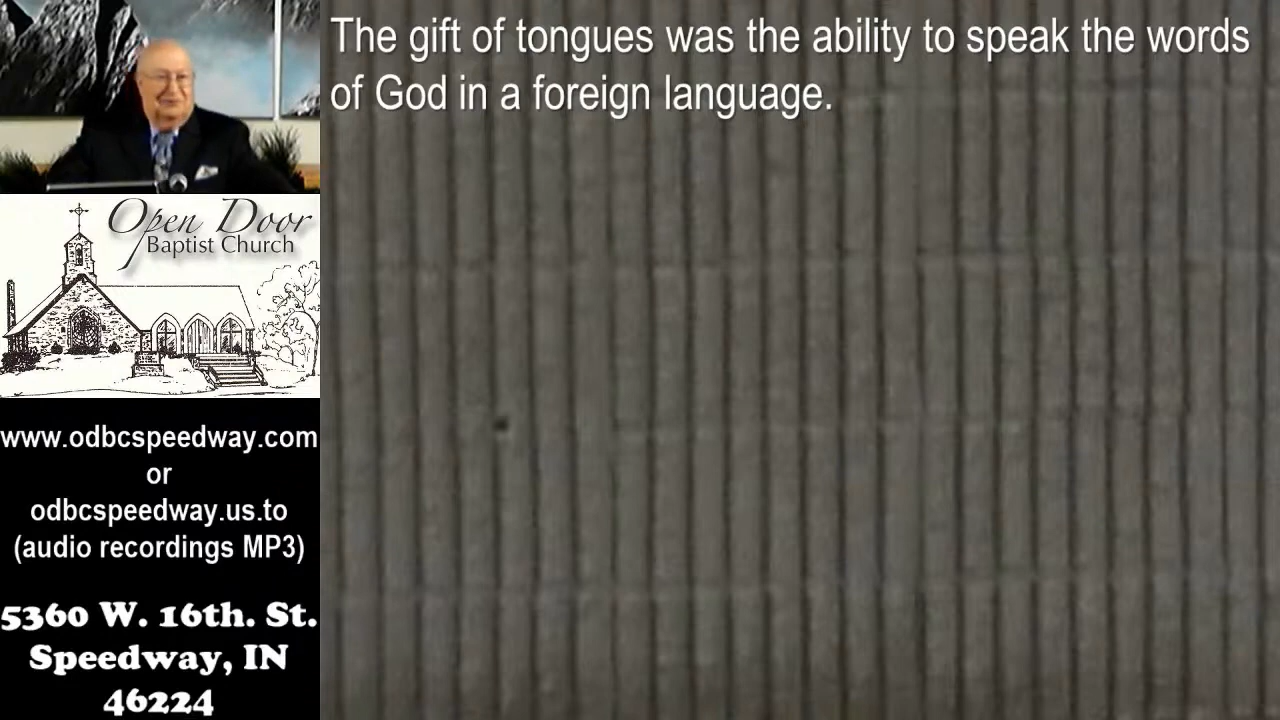 The gift of tongues was the ability to speak the words
of God in a foreign language.
Open Door
Baptist Church
www.odbcspeedway.com
or
odbcspeedway.us.to
(audio recordings MP3)
5360 W. 16th. St.
Speedway, IN
46224